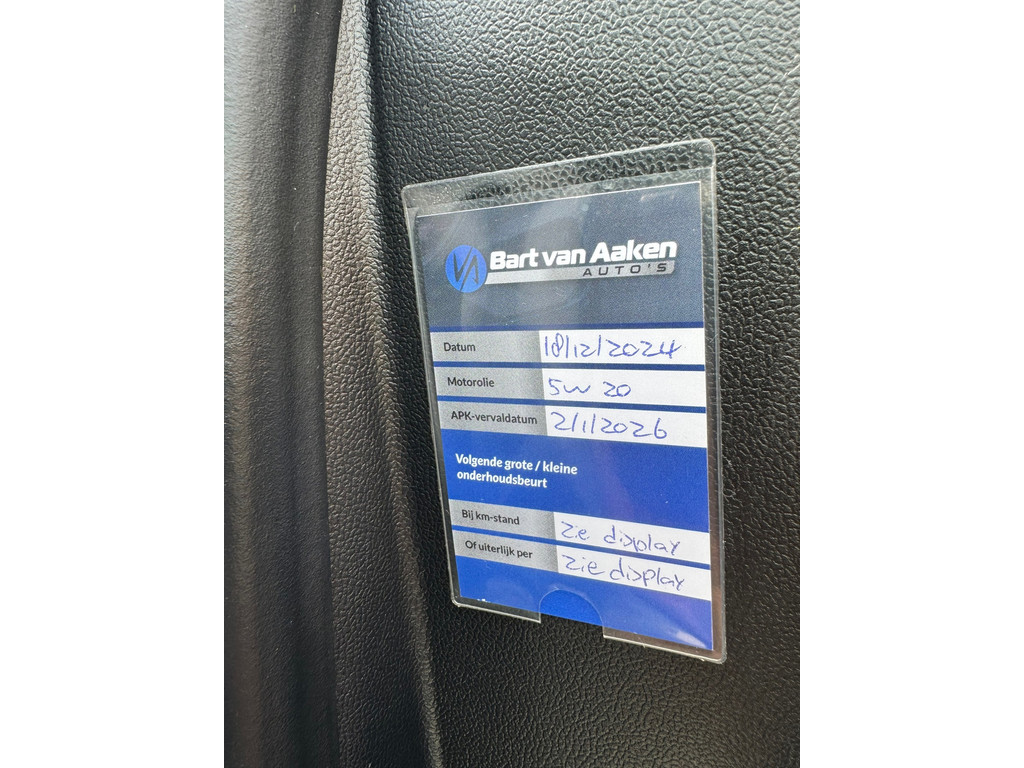 VA Bart van Aaken
AUTO'S
Datum 18/12/2024
Motorolie 5w 20
APK-vervaldatum 2/1/2026
Volgende grote / kleine
onderhoudsbeurt
Bij km-stand zie display
Of uiterlijk per zie display